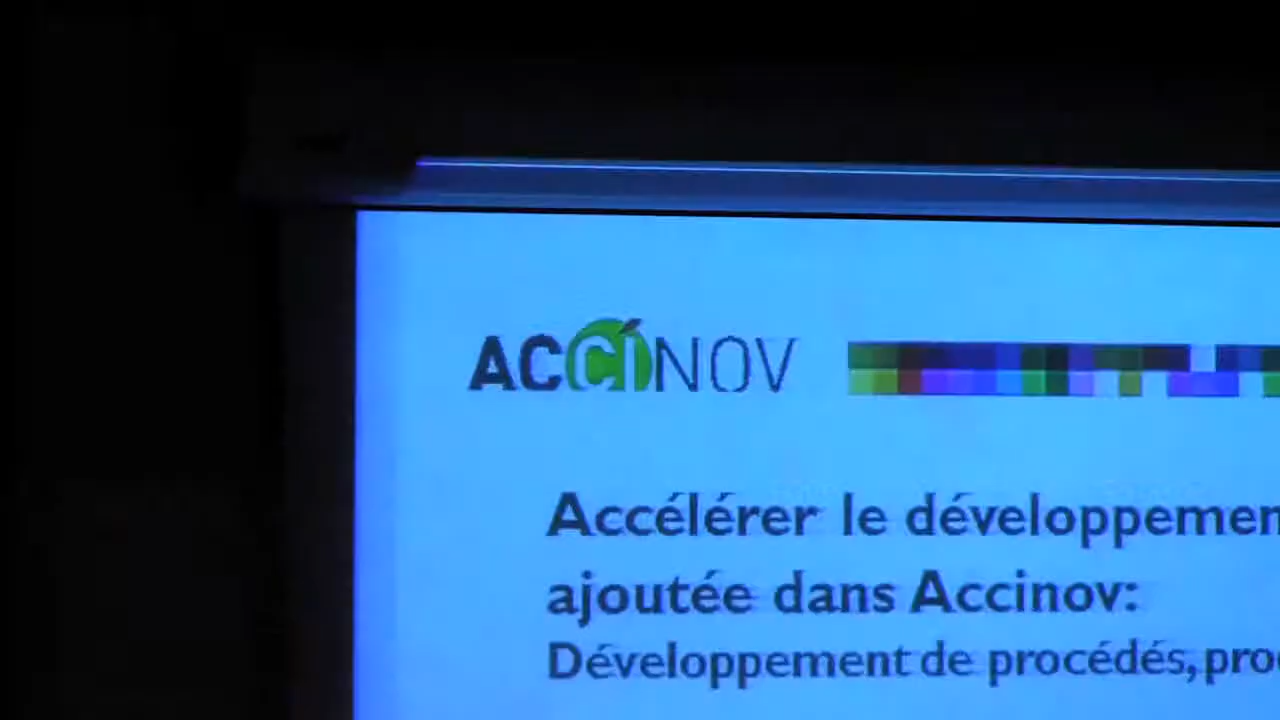 ACCINOV
Accélérer le développemen
ajoutée dans Accinov:
Développement de procédés, pro